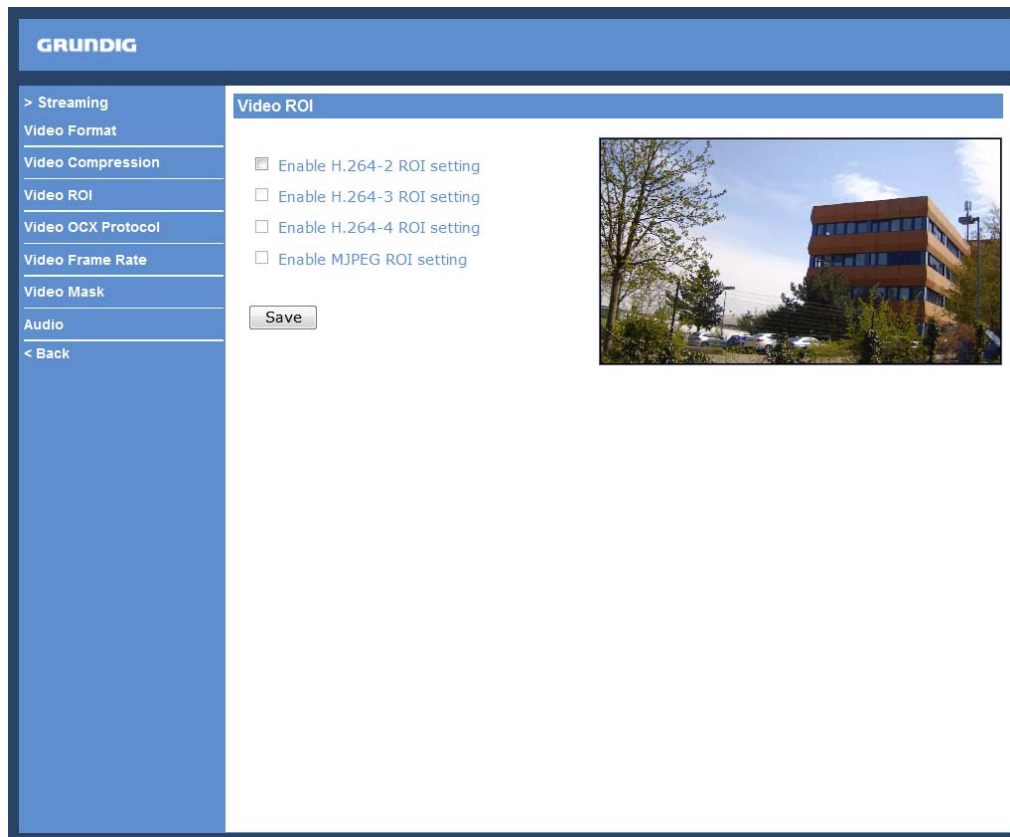 GRUNDIG
> Streaming
Video Format
Video Compression
Video ROI
Video OCX Protocol
Video Frame Rate
Video Mask
Audio
< Back
Video ROI
Enable H.264-2 ROI setting
Enable H.264-3 ROI setting
Enable H.264-4 ROI setting
Enable MJPEG ROI setting
Save